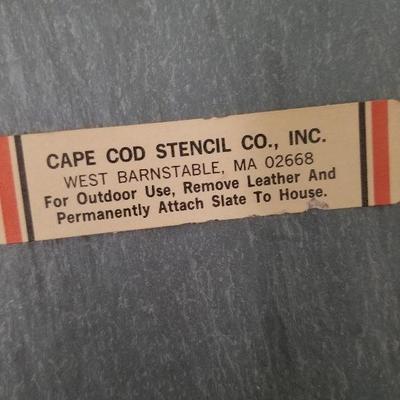 CAPE COD STENCIL CO., INC.
WEST BARNSTABLE, MA 02668
For Outdoor Use, Remove Leather And
Permanently Attach Slate To House.